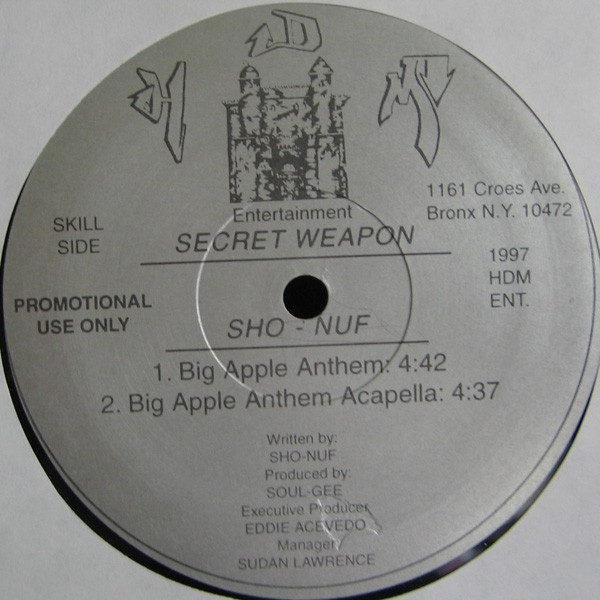 H D M
Entertainment
1161 Croes Ave.
Bronx N.Y. 10472
SKILL
SIDE
SECRET WEAPON
1997
HDM
ENT.
PROMOTIONAL
USE ONLY
SHO - NUF
1. Big Apple Anthem: 4:42
2. Big Apple Anthem Acapella: 4:37
Written by:
SHO-NUF
Produced by:
SOUL-GEE
Executive Producer
EDDIE ACEVEDO
Manager
SUDAN LAWRENCE